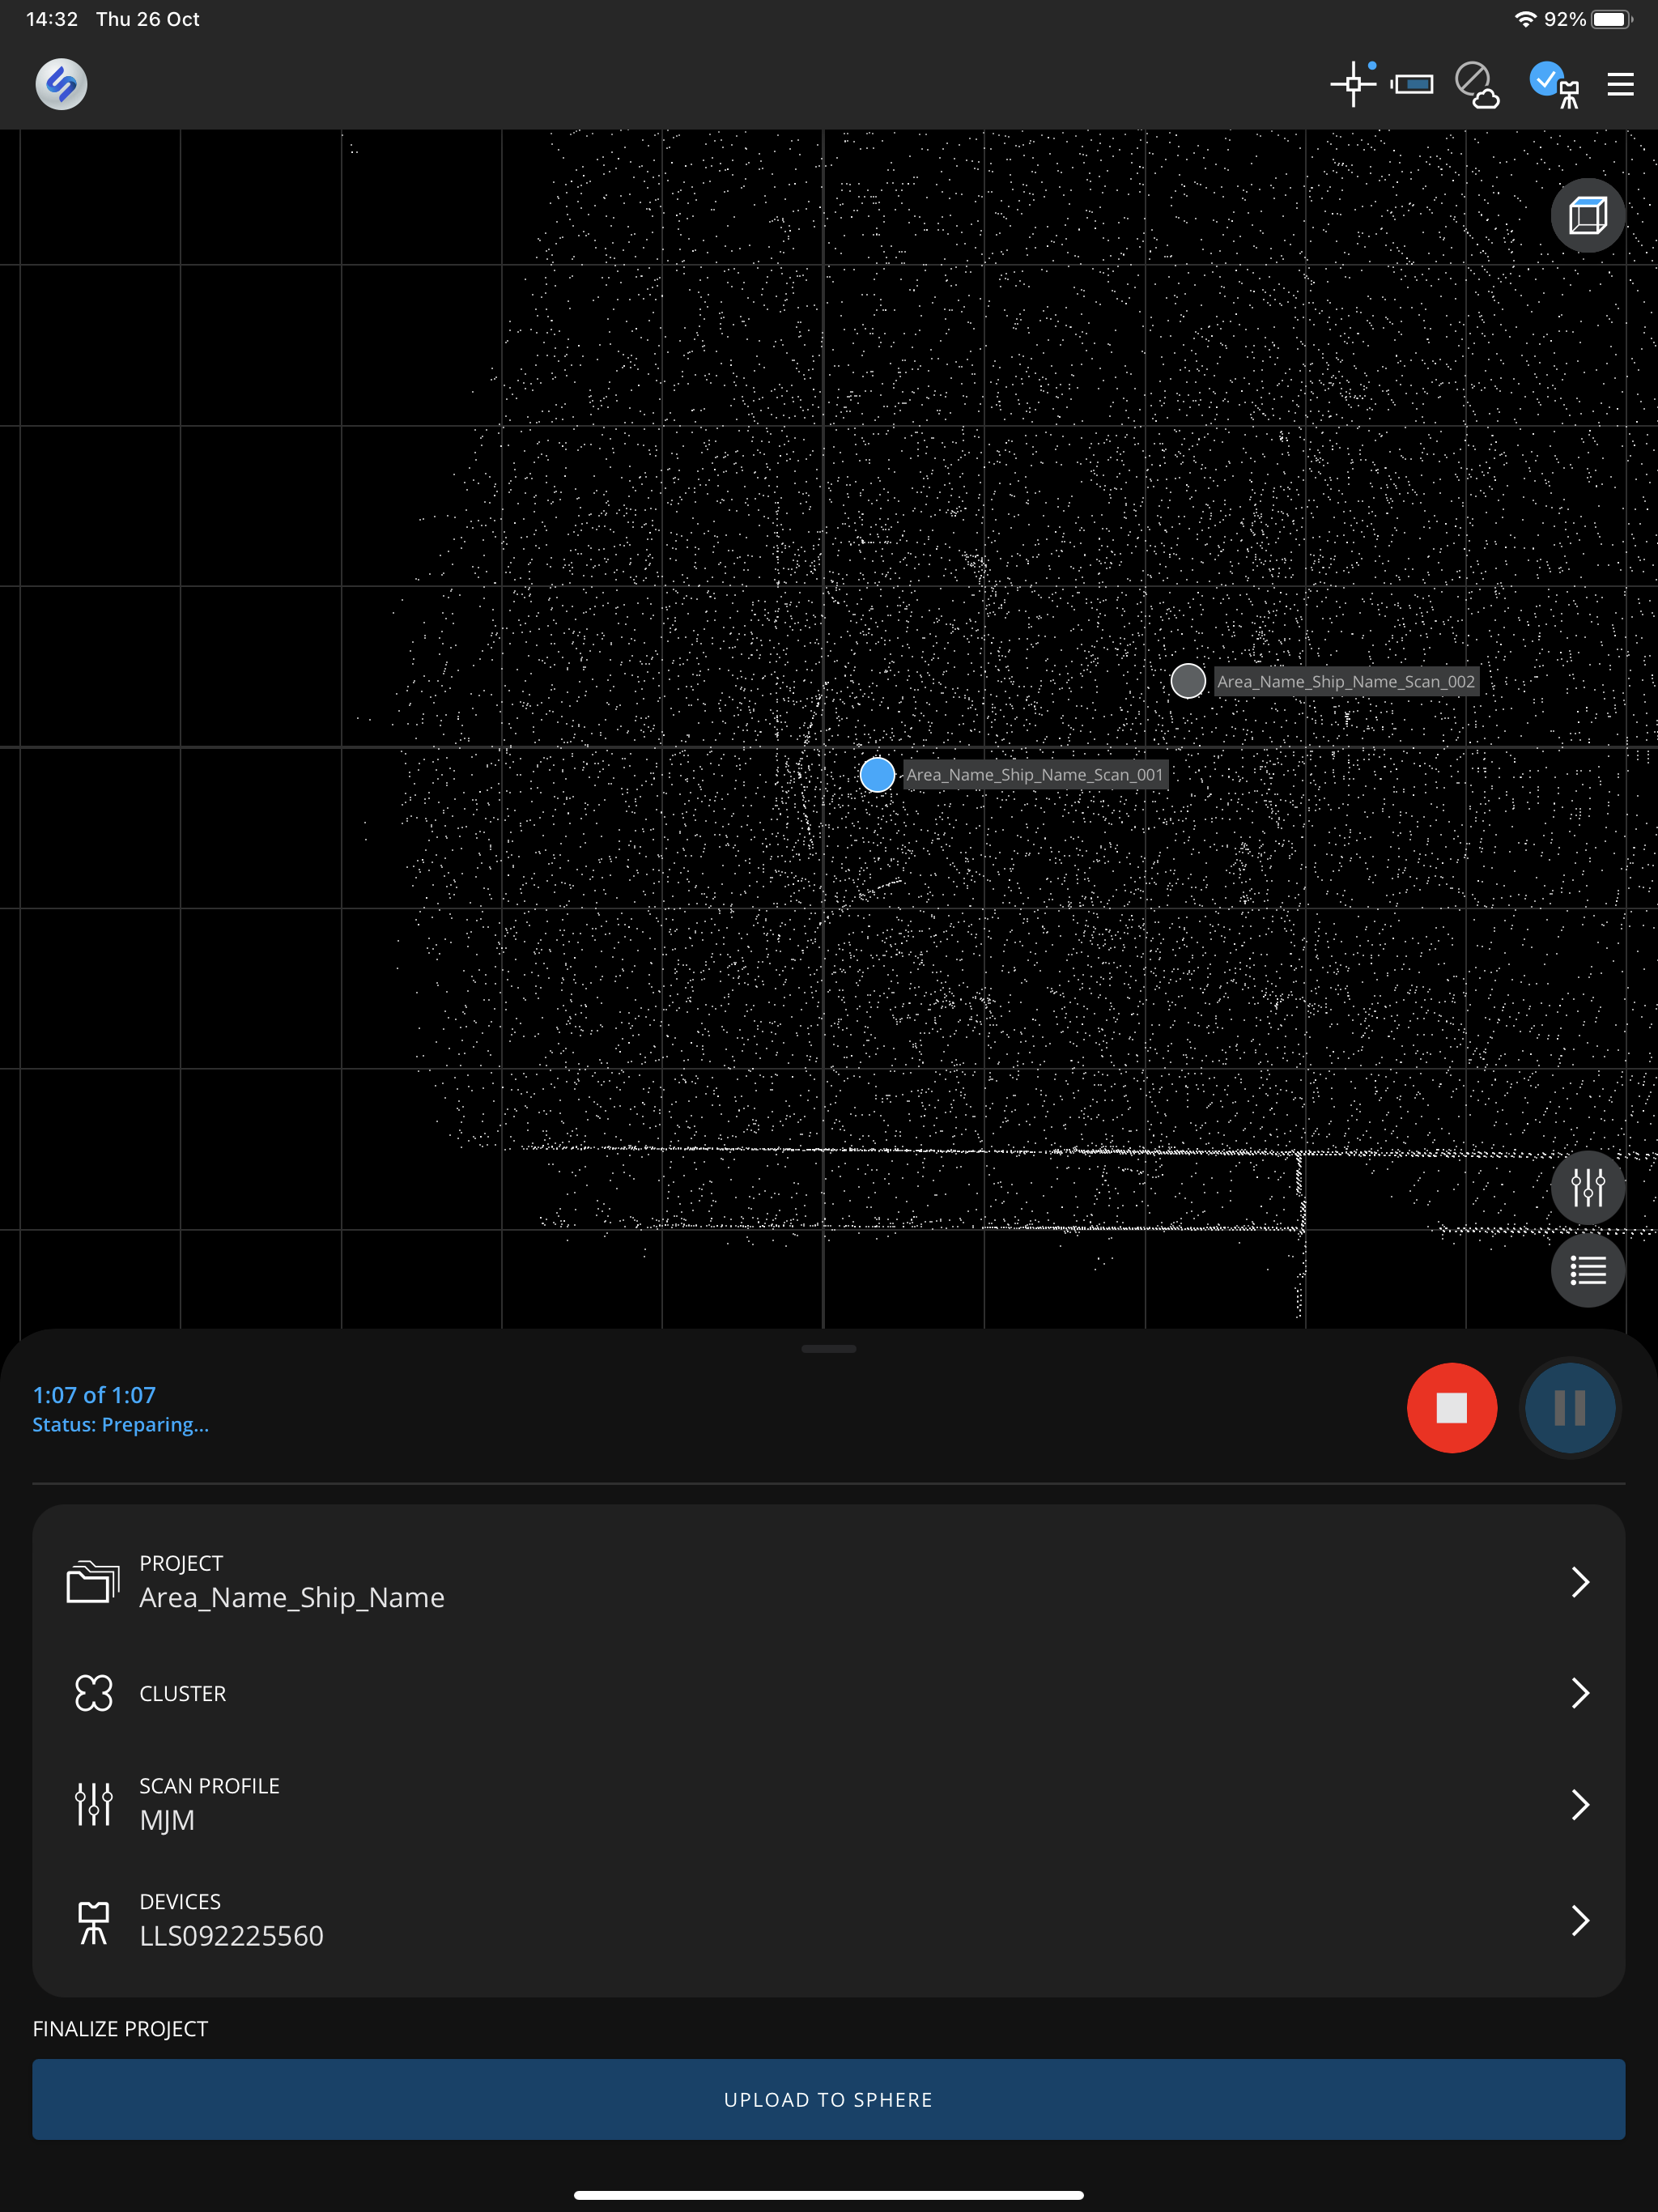 14:32 Thu 26 Oct 92%
Area_Name_Ship_Name_Scan_002
Area_Name_Ship_Name_Scan_001
1:07 of 1:07
Status: Preparing...
PROJECT
Area_Name_Ship_Name
CLUSTER
SCAN PROFILE
MJM
DEVICES
LLS092225560
FINALIZE PROJECT
UPLOAD TO SPHERE